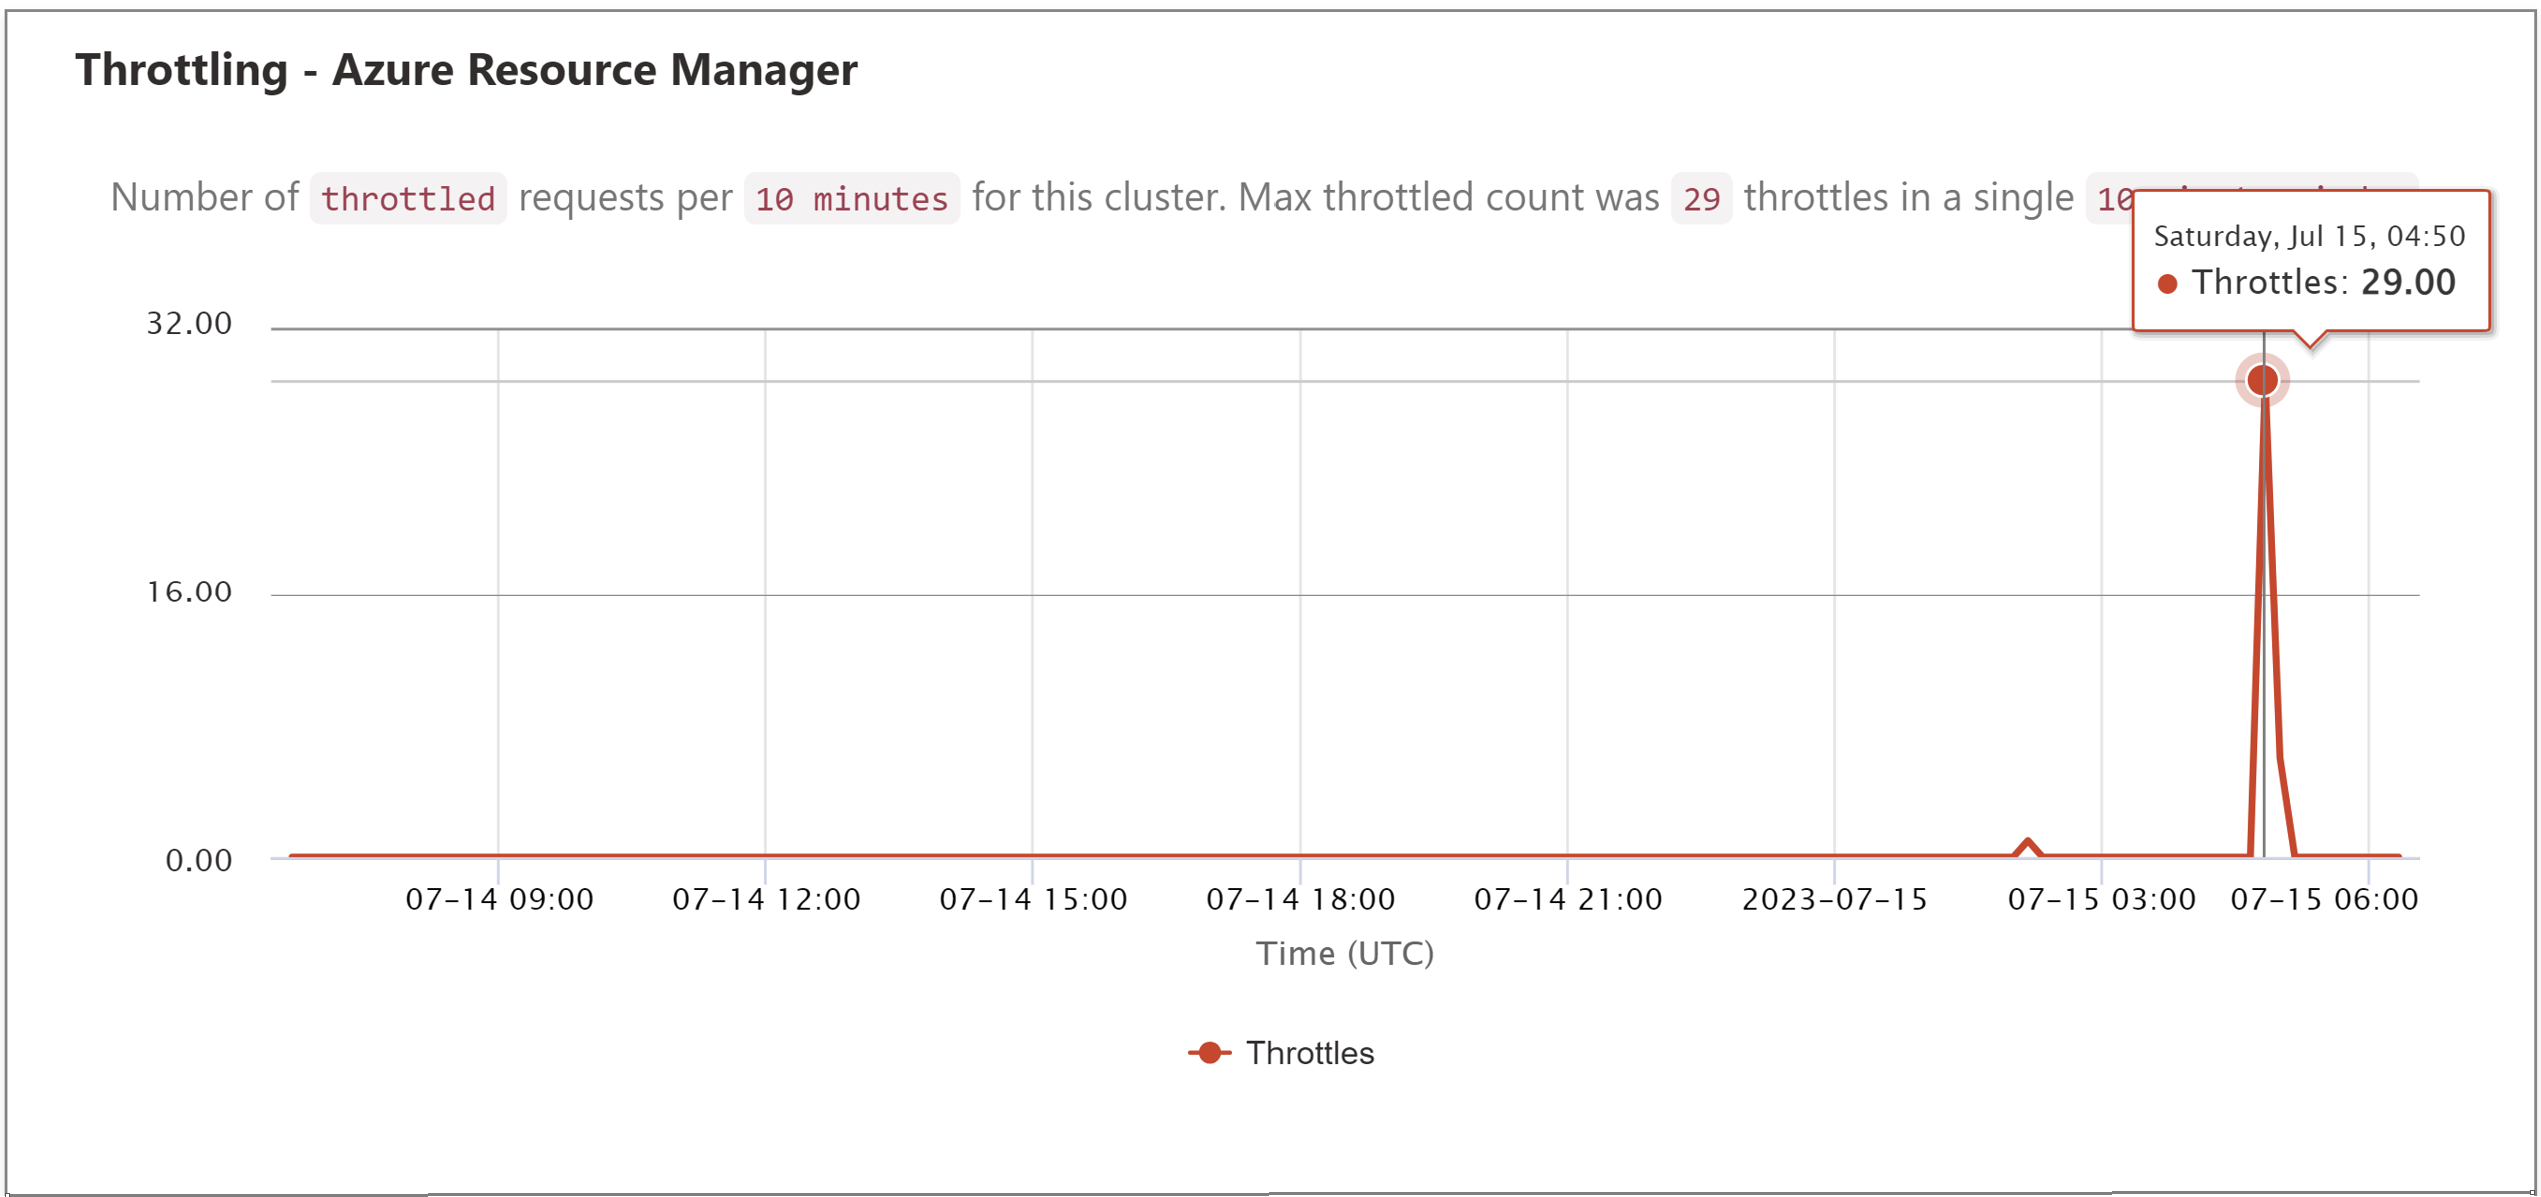 Throttling - Azure Resource Manager
Number of throttled requests per 10 minutes for this cluster. Max throttled count was 29 throttles in a single 10
Saturday, Jul 15, 04:50
Throttles: 29.00
32.00
16.00
0.00
07-14 09:00 07-14 12:00 07-14 15:00 07-14 18:00 07-14 21:00 2023-07-15 07-15 03:00 07-15 06:00
Time (UTC)
Throttles